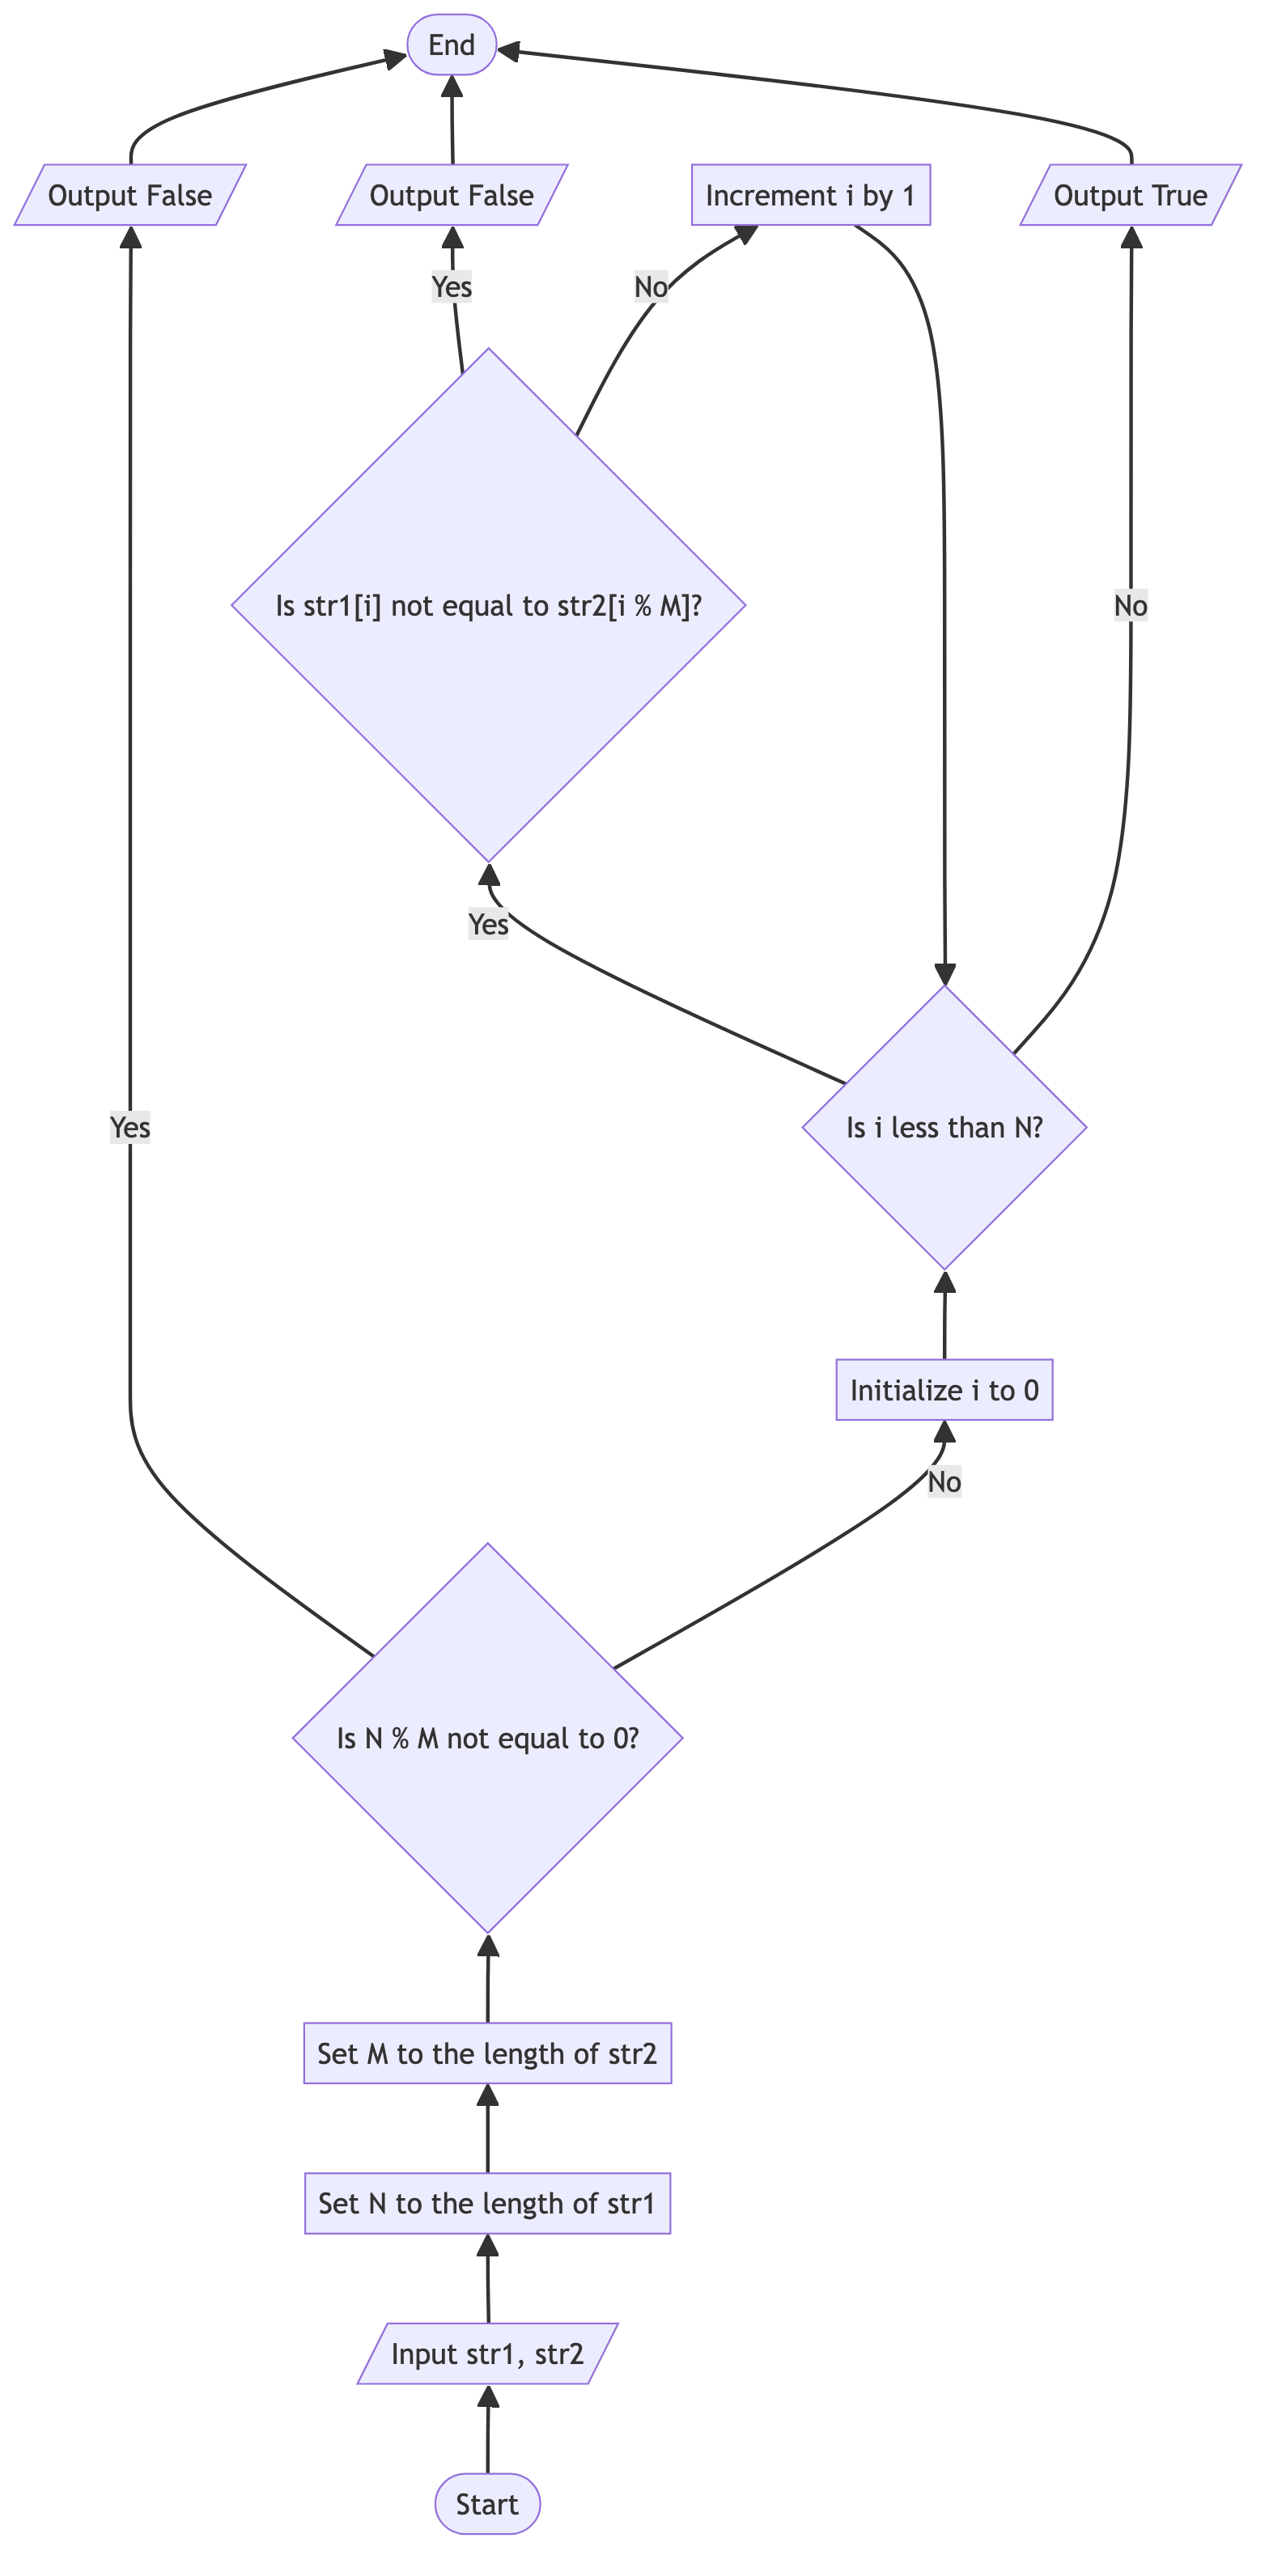 End
Output False
Output False
Increment i by 1
Output True
Yes
No
Is str1[i] not equal to str2[i % M]?
No
Yes
Is i less than N?
Yes
Initialize i to 0
No
Is N % M not equal to 0?
Set M to the length of str2
Set N to the length of str1
Input str1, str2
Start